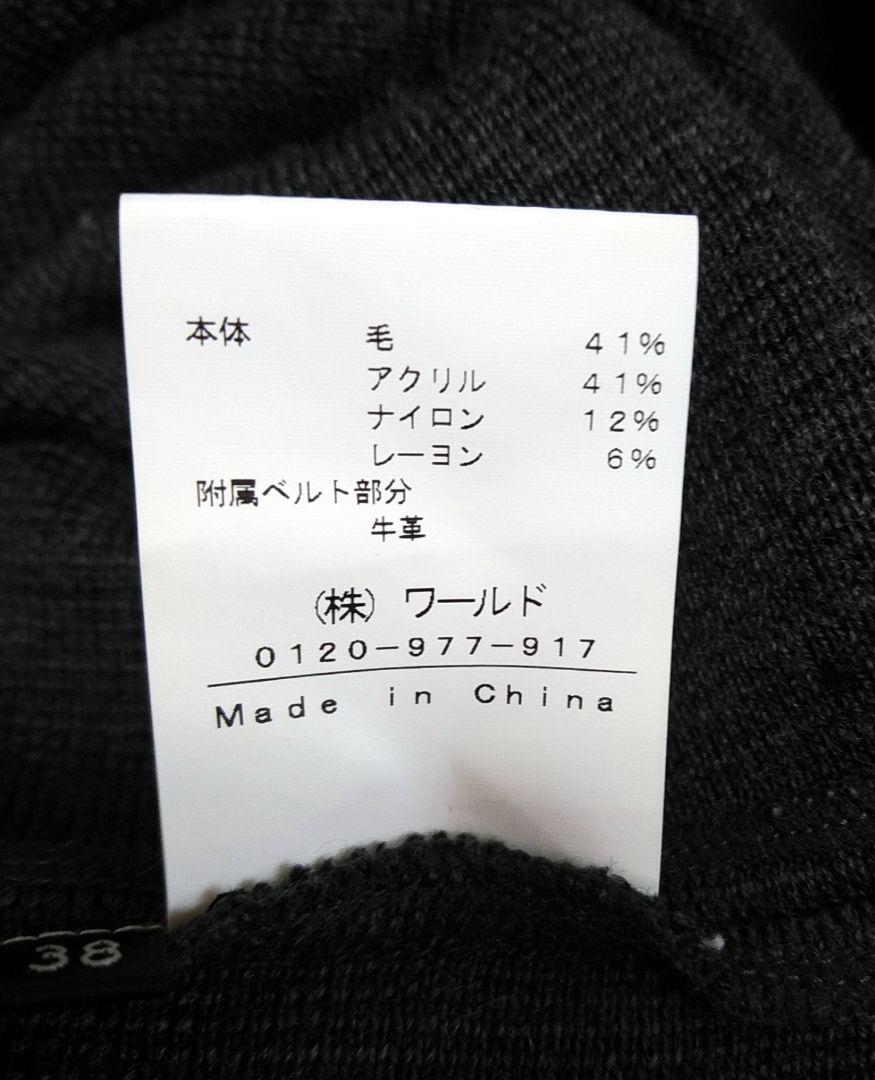 本体 毛 41%
アクリル 41%
ナイロン 12%
レーヨン 6%
附属ベルト部分
牛革
(株) ワールド
0120-977-917
Made in China
38